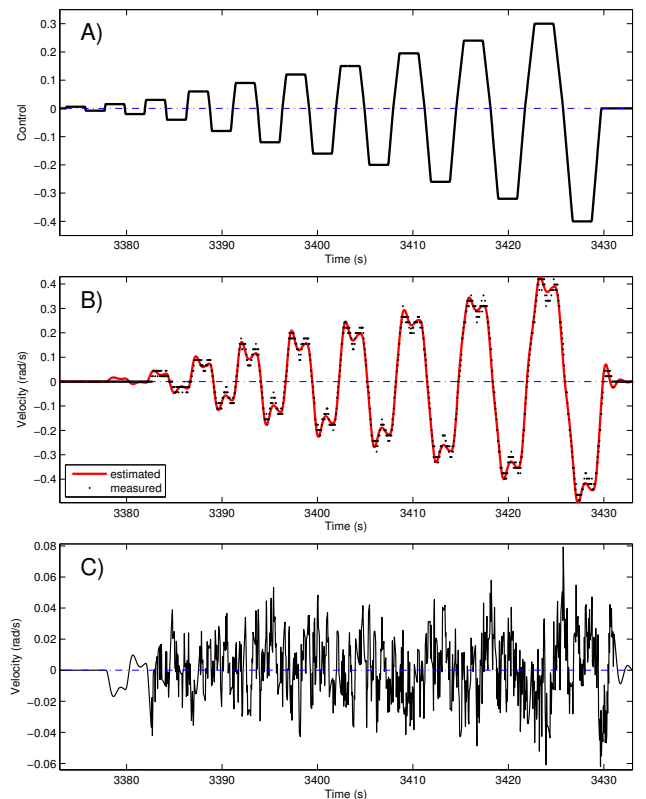 A)
Control
0.3
0.2
0.1
0
−0.1
−0.2
−0.3
−0.4
3380 3390 3400 3410 3420 3430
Time (s)
B)
Velocity (rad/s)
0.4
0.3
0.2
0.1
0
−0.1
−0.2
−0.3
−0.4
estimated
measured
3380 3390 3400 3410 3420 3430
Time (s)
C)
Velocity (rad/s)
0.08
0.06
0.04
0.02
0
−0.02
−0.04
−0.06
3380 3390 3400 3410 3420 3430
Time (s)